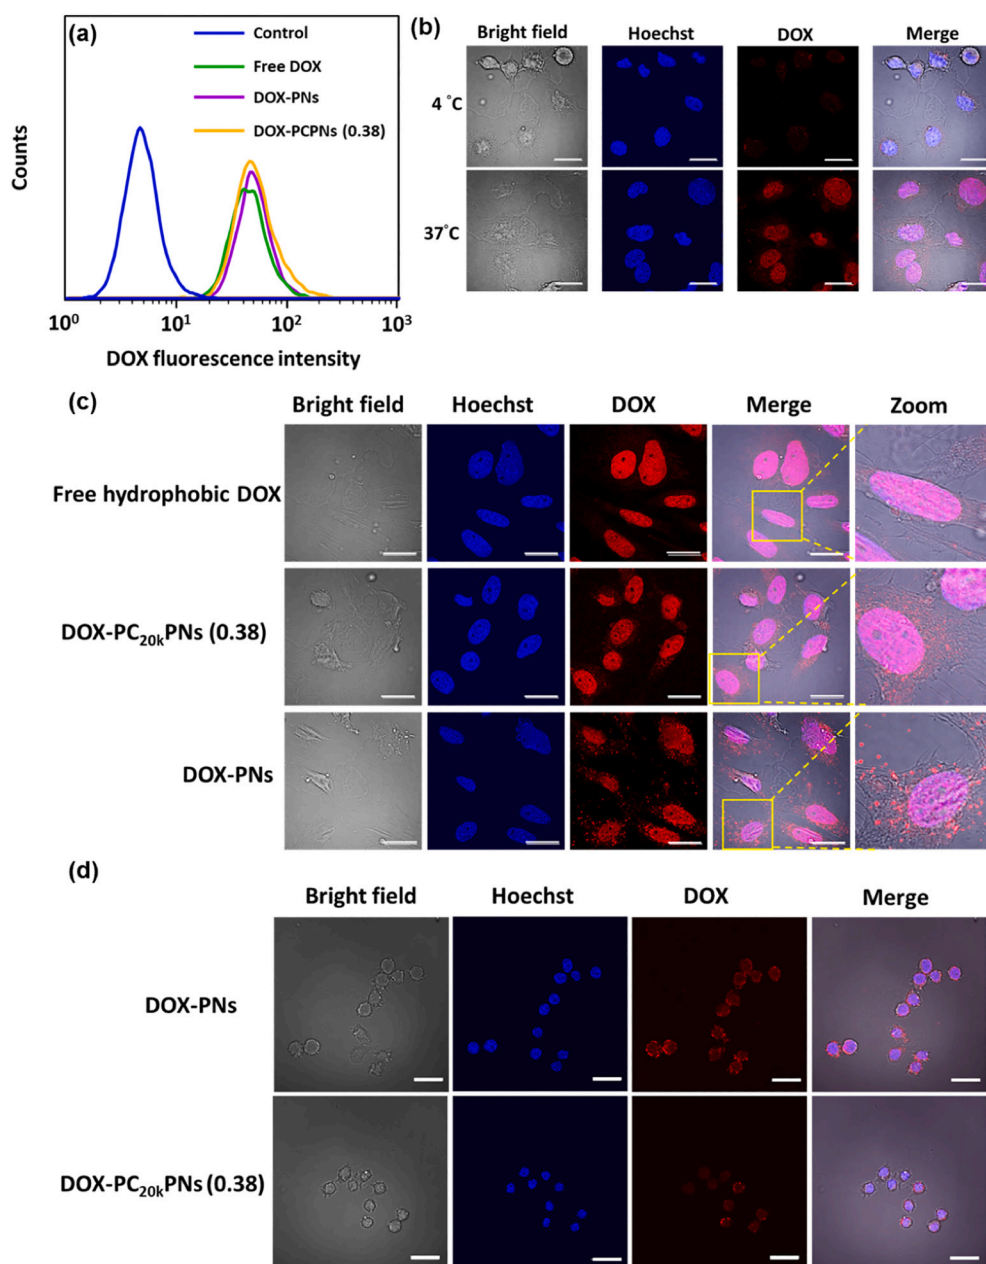 (a)
Control
Free DOX
DOX-PNs
DOX-PCPNs (0.38)
Counts
10⁰ 10¹ 10² 10³
DOX fluorescence intensity
(b)
Bright field Hoechst DOX Merge
4 °C
37°C
(c)
Bright field Hoechst DOX Merge Zoom
Free hydrophobic DOX
DOX-PC₂₀ₖPNs (0.38)
DOX-PNs
(d)
Bright field Hoechst DOX Merge
DOX-PNs
DOX-PC₂₀ₖPNs (0.38)